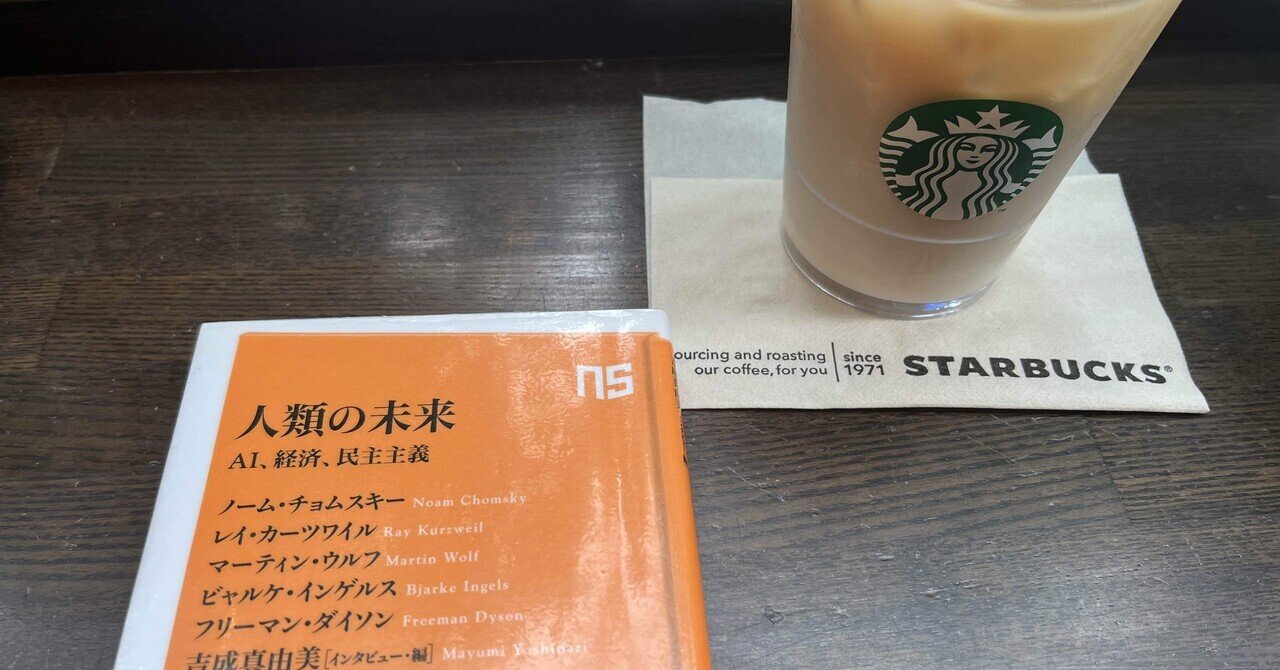 ourcing and roasting
our coffee, for you
since
1971
STARBUCKS®
TM
ns
人類の未来
AI、経済、民主主義
ノーム・チョムスキー Noam Chomsky
レイ・カーツワイル Ray Kurzweil
マーティン・ウルフ Martin Wolf
ビャルケ・インゲルス Bjarke Ingels
フリーマン・ダイソン Freeman Dyson
吉成真由美[インタビュー・編] Mayumi Yoshinari